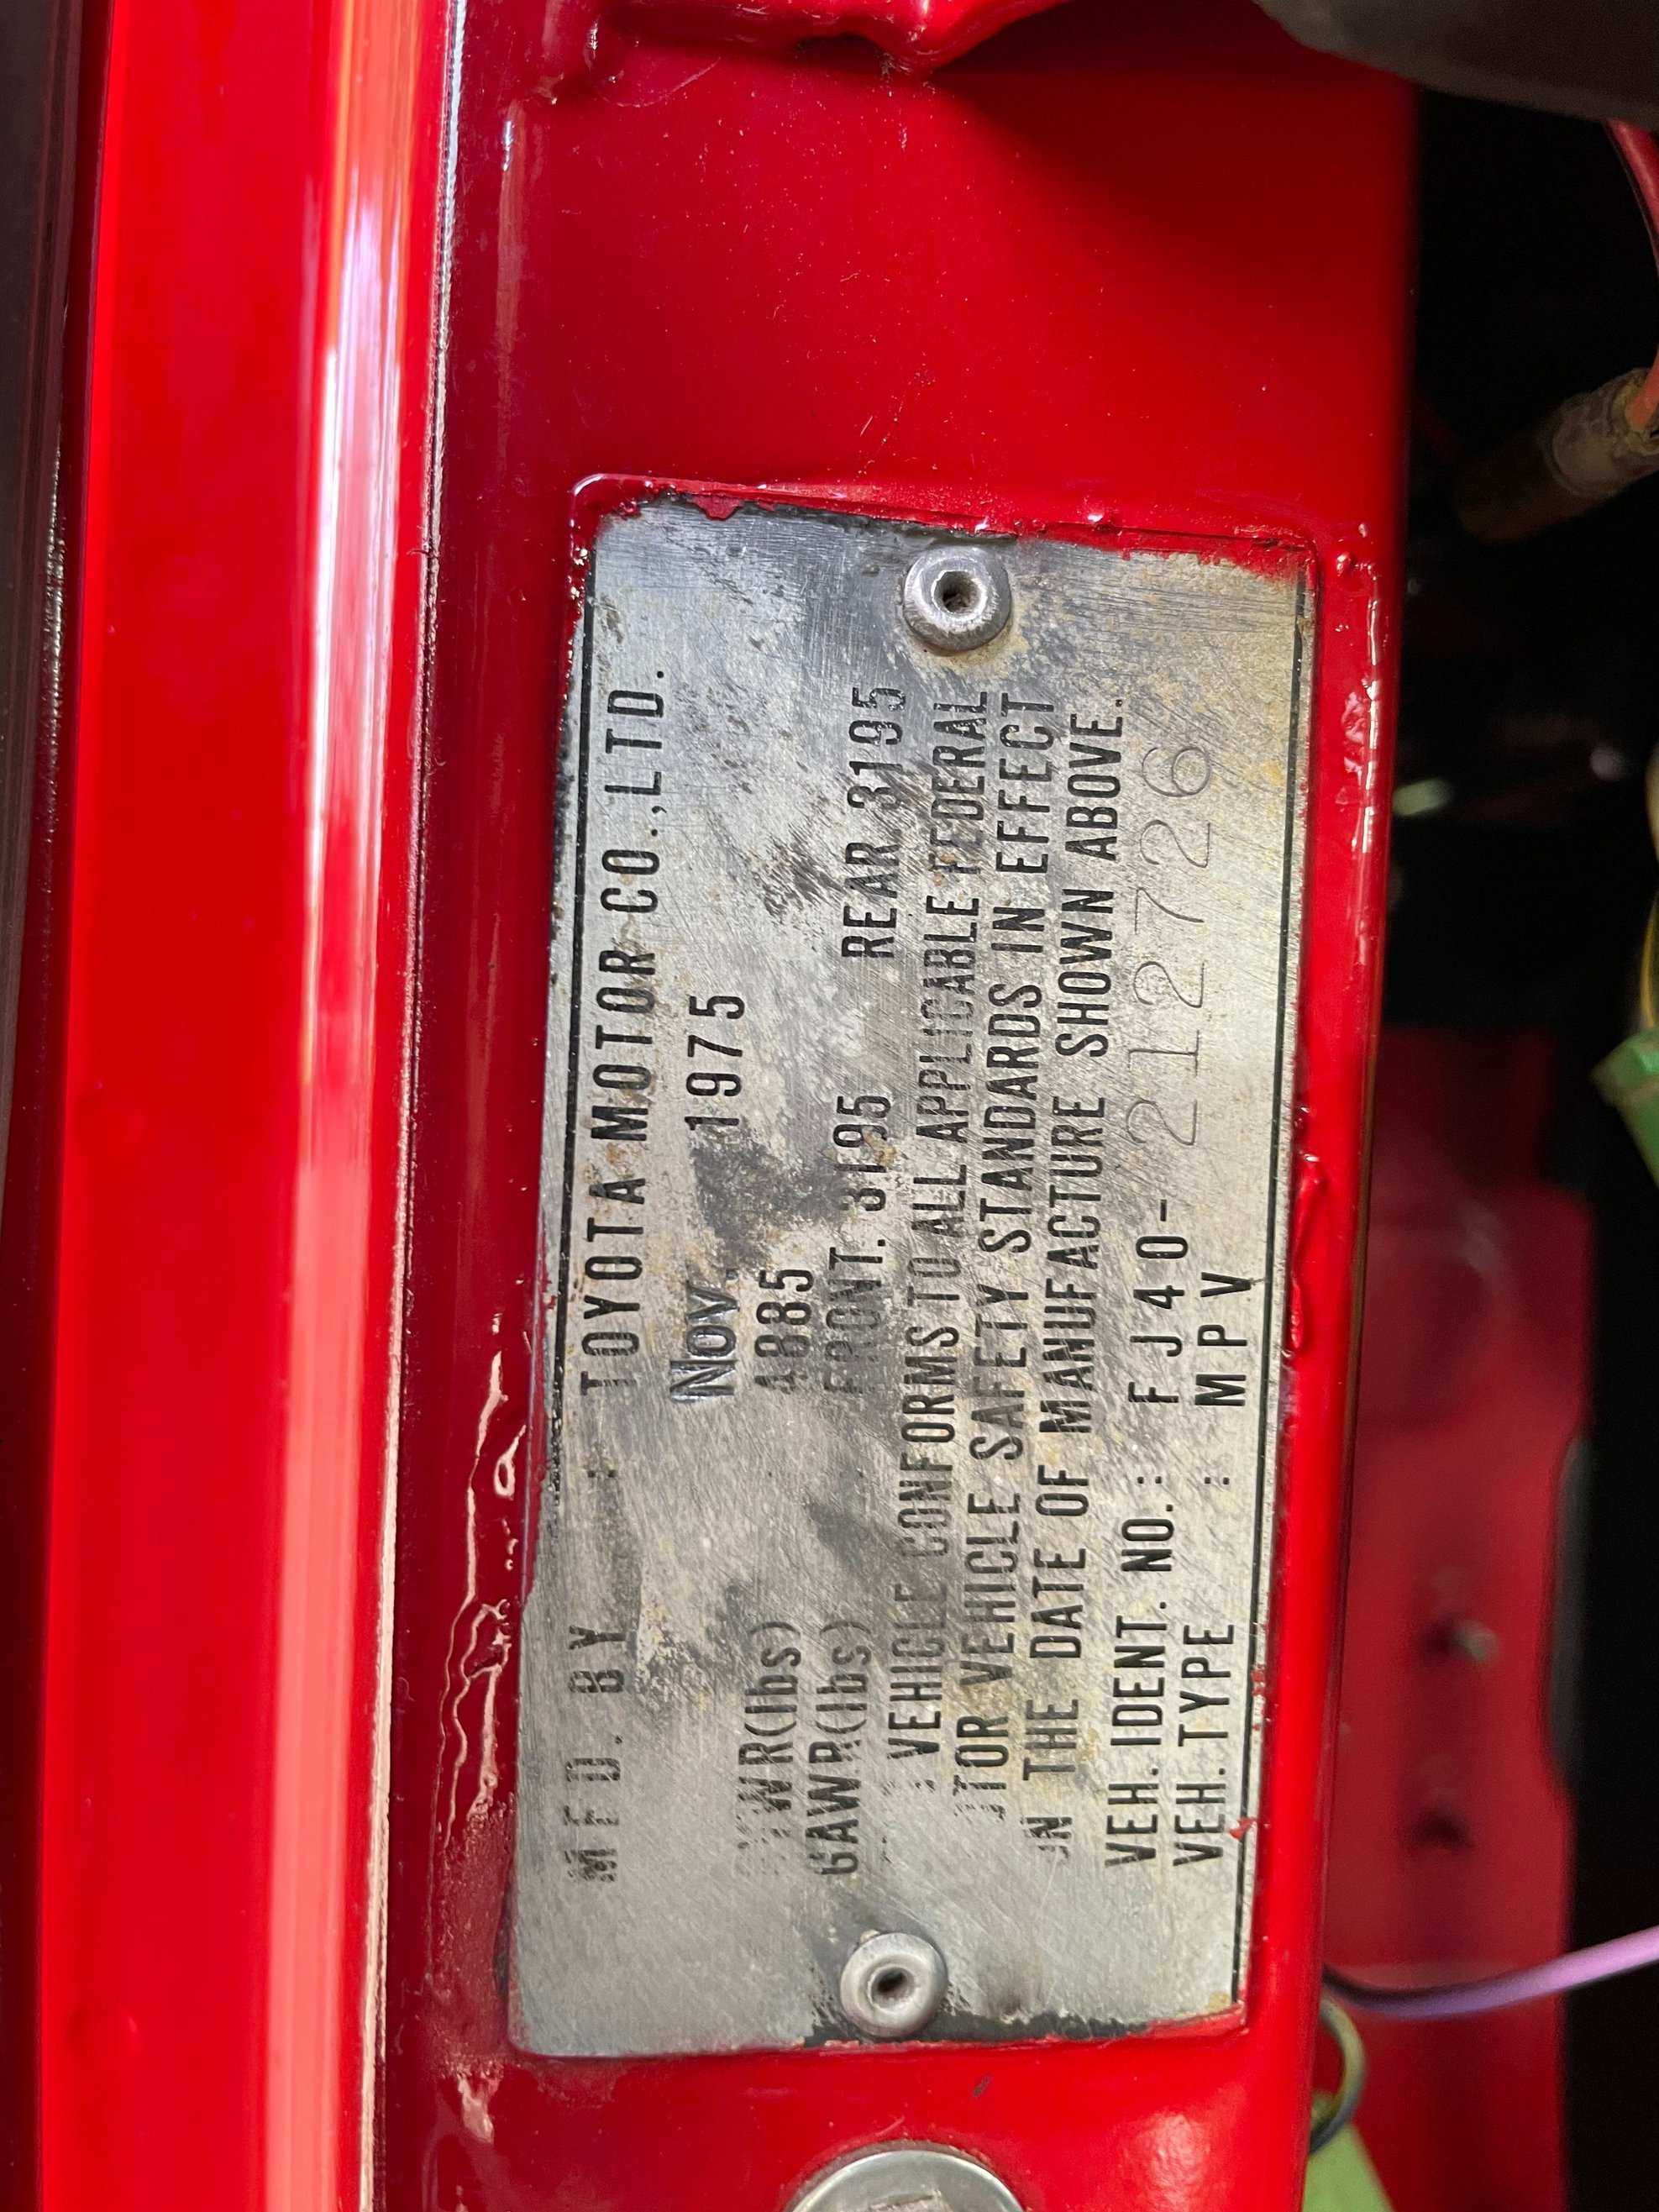 MFD. BY : TOYOTA MOTOR CO.,LTD.
Nov. 1975
GVWR(lbs) 4885
GAWR(lbs) FRONT. 3195 REAR 3195
VEHICLE CONFORMS TO ALL APPLICABLE FEDERAL
VEHICLE SAFETY STANDARDS IN EFFECT
ON THE DATE OF MANUFACTURE SHOWN ABOVE.
VEH. IDENT. NO.: FJ40-212726
VEH. TYPE : MPV